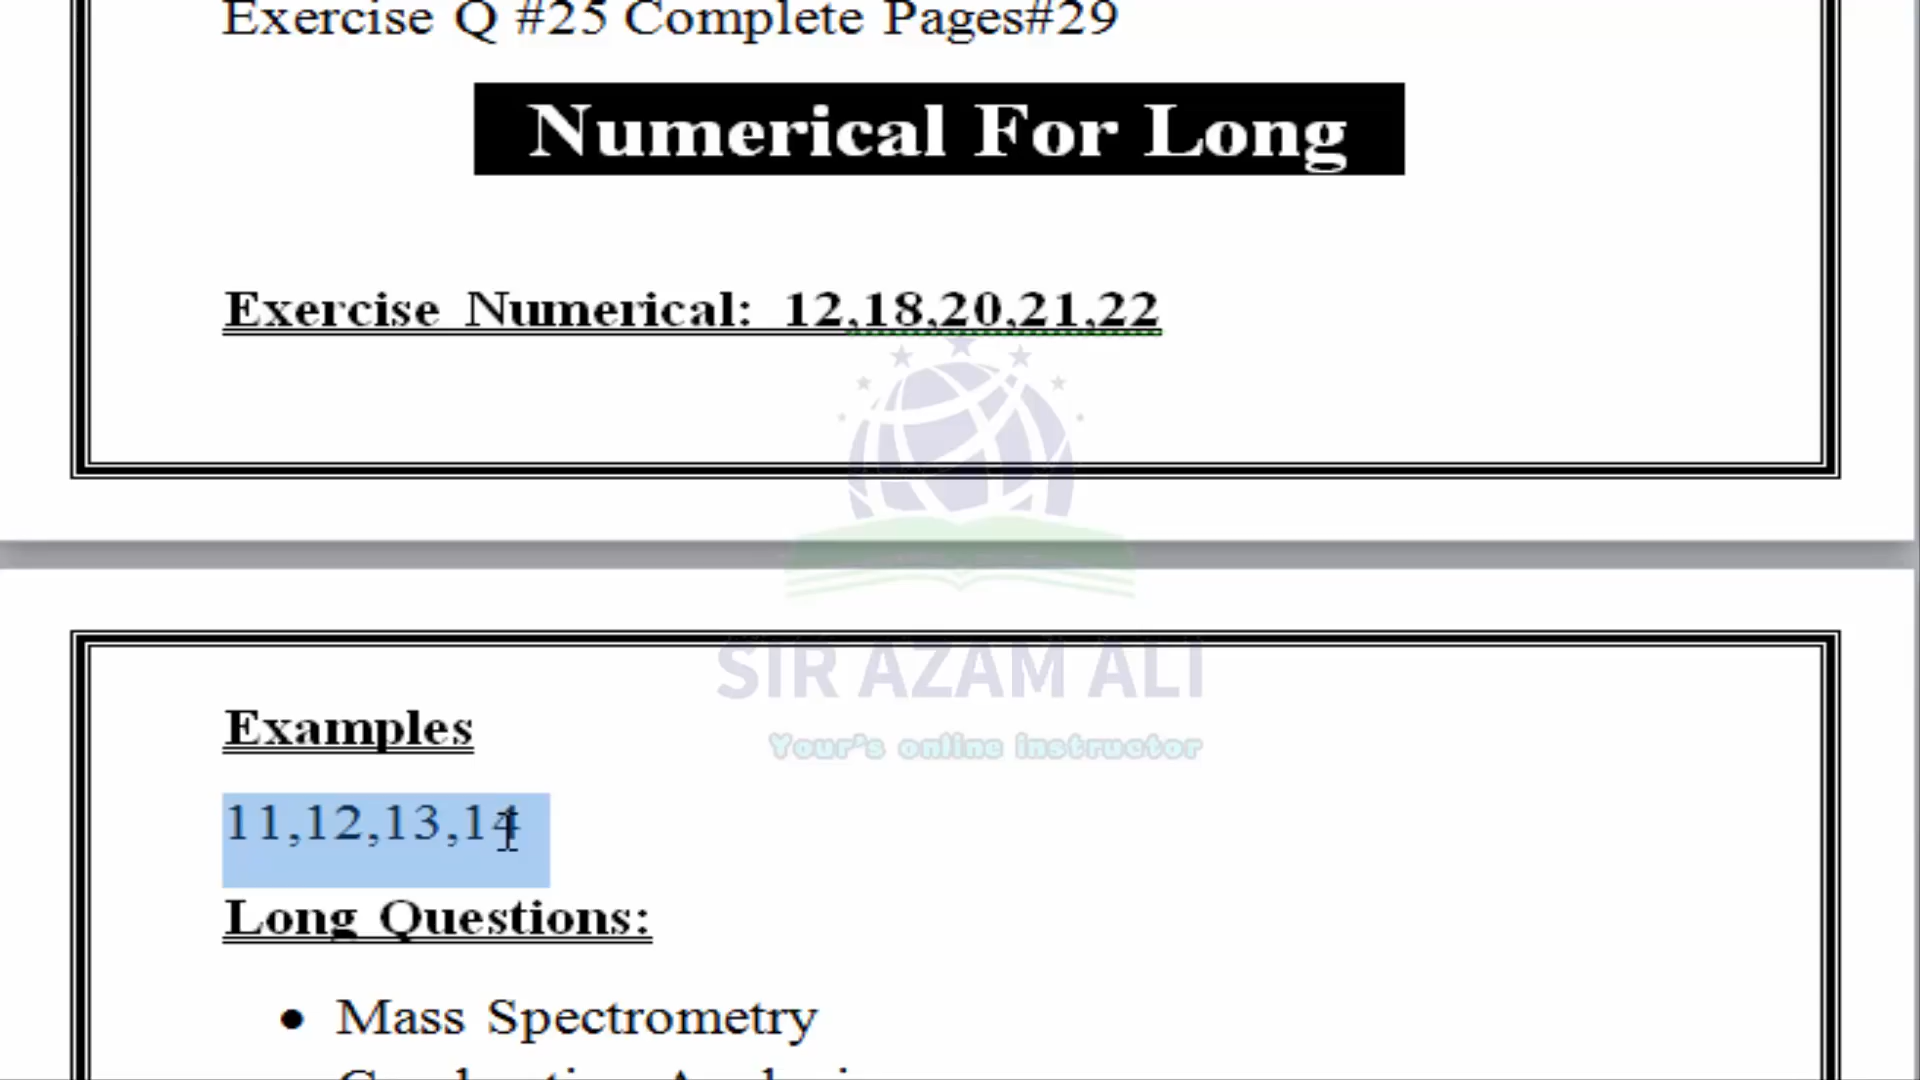 Exercise Q #25 Complete Pages#29
Numerical For Long
Exercise Numerical: 12,18,20,21,22
SIR AZAM ALI
Your's online instructor
Examples
11,12,13,14
Long Questions:
• Mass Spectrometry